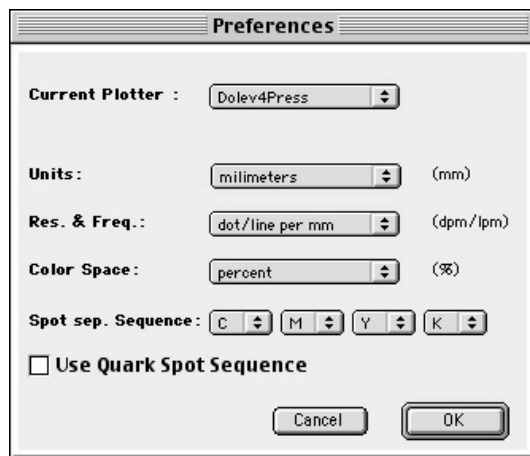 Preferences
Current Plotter : Dolev4Press
Units: milimeters (mm)
Res. & Freq.: dot/line per mm (dpm/lpm)
Color Space: percent (%)
Spot sep. Sequence: C M Y K
Use Quark Spot Sequence
Cancel OK